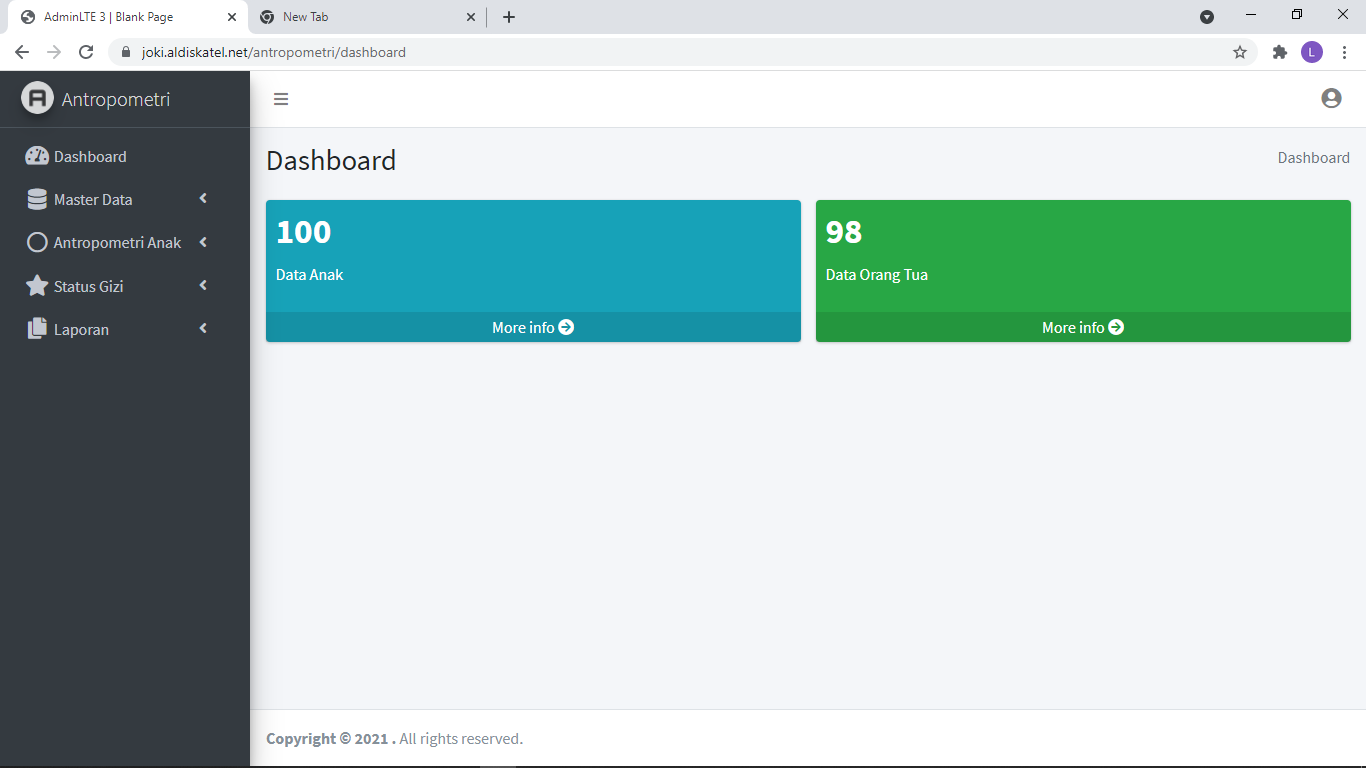 AdminLTE 3 | Blank Page
New Tab
joki.aldiskatel.net/antropometri/dashboard
L
Antropometri
Dashboard
Master Data
Antropometri Anak
Status Gizi
Laporan
Dashboard
Dashboard
100
Data Anak
More info
98
Data Orang Tua
More info
Copyright © 2021 . All rights reserved.